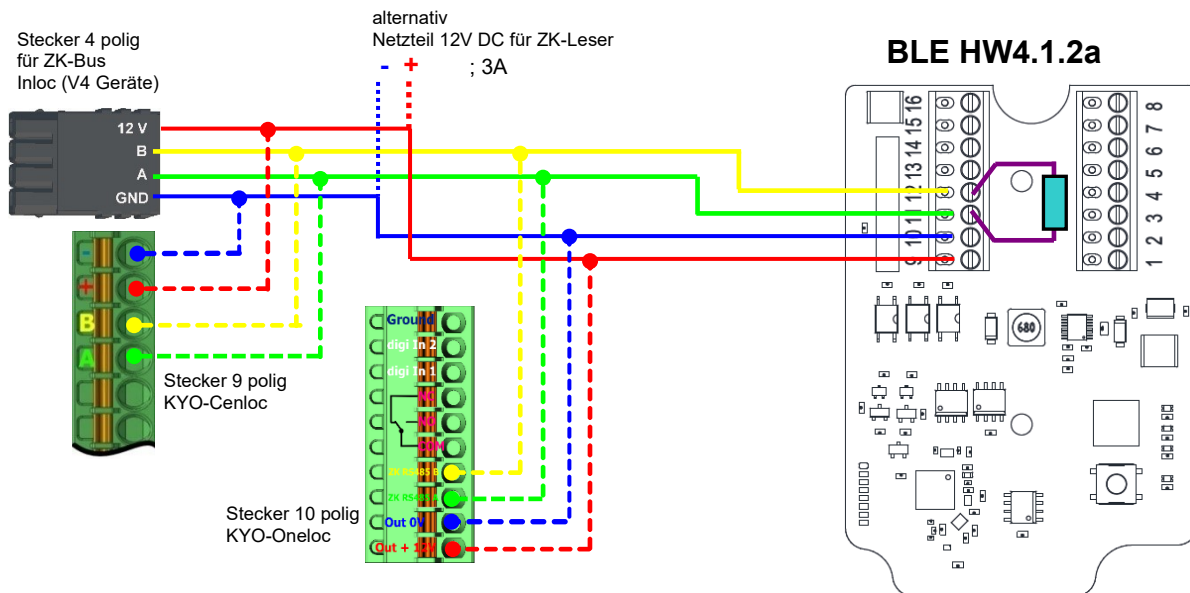 Stecker 4 polig
für ZK-Bus
Inloc (V4 Geräte)
alternativ
Netzteil 12V DC für ZK-Leser
- + ; 3A
BLE HW4.1.2a
12 V
B
A
GND
-
+
B
A
Stecker 9 polig
KYO-Cenloc
Ground
digi In 2
digi In 1
NC
NO
COM
ZK RS485 B
ZK RS485 A
Out 0V
Out + 12V
Stecker 10 polig
KYO-Oneloc
16
15
14
13
12
11
10
9
8
7
6
5
4
3
2
1
680